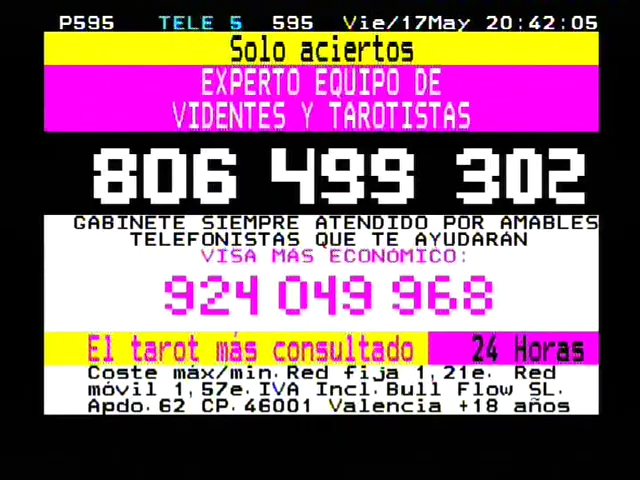 P595 TELE 5 595 Vie/17May 20:42:05
Solo aciertos
EXPERTO EQUIPO DE
VIDENTES Y TAROTISTAS
806 499 302
GABINETE SIEMPRE ATENDIDO POR AMABLES
TELEFONISTAS QUE TE AYUDARÁN
VISA MÁS ECONÓMICO:
924 049 968
El tarot más consultado 24 Horas
Coste máx/min.Red fija 1,21e. Red
móvil 1,57e.IVA Incl.Bull Flow SL.
Apdo.62 CP.46001 Valencia +18 años